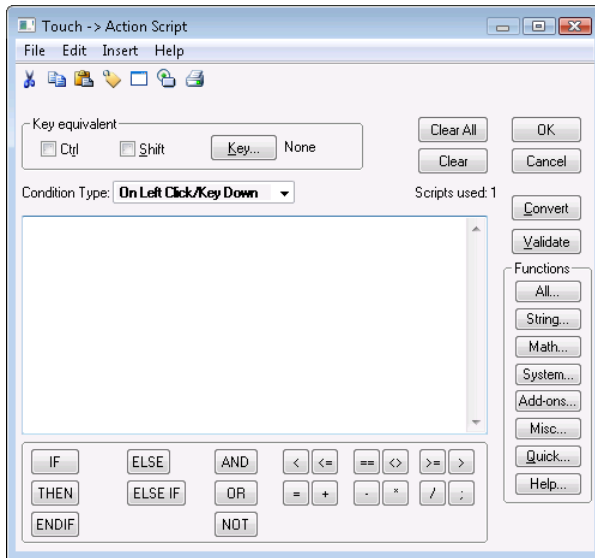 Touch -> Action Script
File Edit Insert Help
Key equivalent
Ctrl Shift Key... None
Clear All OK
Clear Cancel
Condition Type: On Left Click/Key Down Scripts used: 1
Convert
Validate
Functions
All...
String...
Math...
System...
Add-ons...
Misc...
Quick...
Help...
IF ELSE AND < <= == <> >= >
THEN ELSE IF OR = + - * / ;
ENDIF NOT